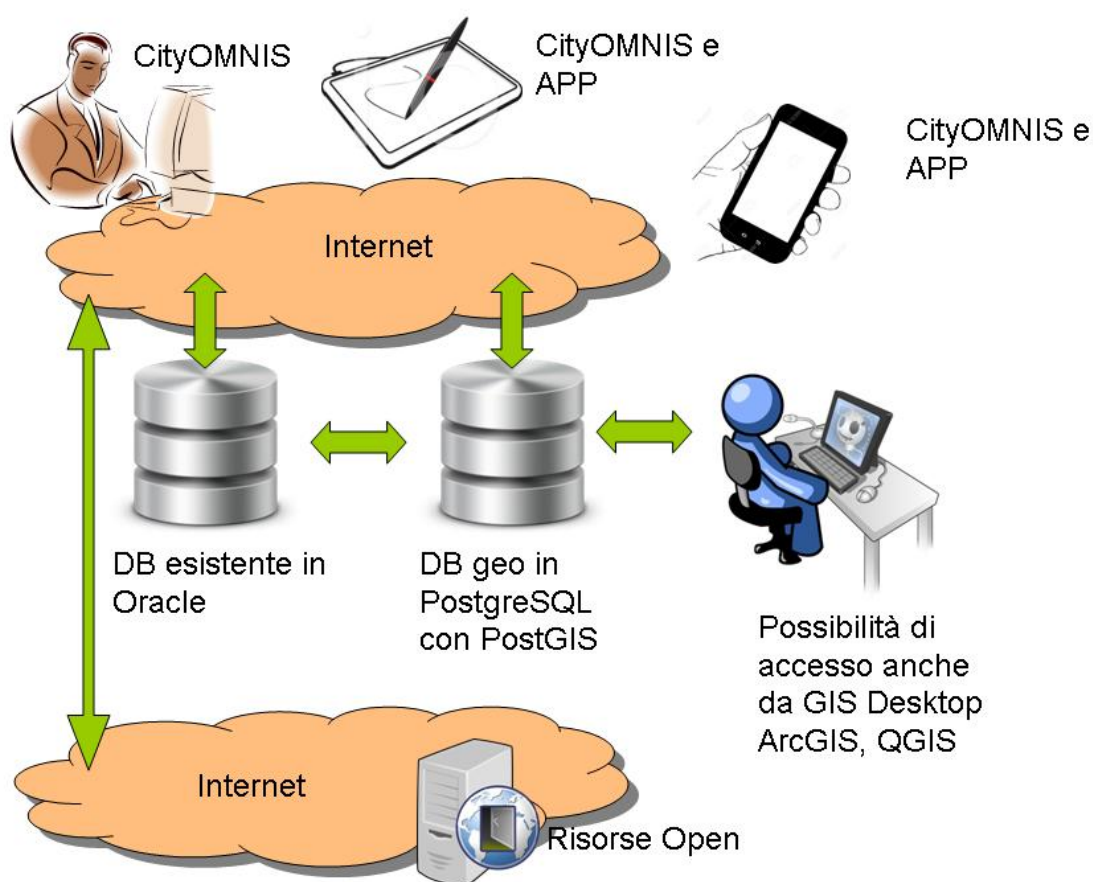 CityOMNIS
CityOMNIS e
APP
CityOMNIS e
APP
Internet
DB esistente in
Oracle
DB geo in
PostgreSQL
con PostGIS
Possibilità di
accesso anche
da GIS Desktop
ArcGIS, QGIS
Internet
Risorse Open